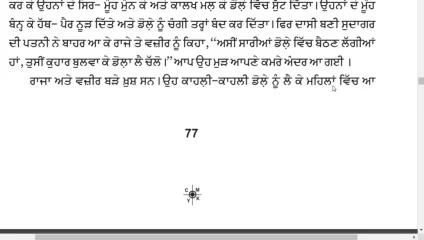 ਕਰ ਕੇ ਉਹਨਾਂ ਦੇ ਸਿਰ- ਮੂੰਹ ਮੁੰਨ ਕੇ ਅਤੇ ਕਾਲਖ ਮਲ਼ ਕੇ ਡੋਲ਼ੇ ਵਿੱਚ ਸੁੱਟ ਦਿੱਤਾ। ਉਹਨਾਂ ਦੇ ਮੂੰਹ
ਬੰਨ੍ਹ ਕੇ ਹੱਥ- ਪੈਰ ਨੂੜ ਦਿੱਤੇ ਅਤੇ ਡੋਲ਼ੇ ਨੂੰ ਚੰਗੀ ਤਰ੍ਹਾਂ ਬੰਦ ਕਰ ਦਿੱਤਾ। ਫਿਰ ਦਾਸੀ ਬਣੀ ਸੁਦਾਗਰ
ਦੀ ਪਤਨੀ ਨੇ ਬਾਹਰ ਆ ਕੇ ਰਾਜੇ ਤੇ ਵਜ਼ੀਰ ਨੂੰ ਕਿਹਾ, “ਅਸੀਂ ਸਾਰੀਆਂ ਡੋਲ਼ੇ ਵਿੱਚ ਬੈਠਣ ਲੱਗੀਆਂ
ਹਾਂ, ਤੁਸੀਂ ਕੁਹਾਰ ਬੁਲਵਾ ਕੇ ਡੋਲਾ ਲੈ ਚੱਲੋ।” ਆਪ ਉਹ ਮੁੜ ਆਪਣੇ ਕਮਰੇ ਅੰਦਰ ਆ ਗਈ ।
ਰਾਜਾ ਅਤੇ ਵਜ਼ੀਰ ਬੜੇ ਖ਼ੁਸ਼ ਸਨ। ਉਹ ਕਾਹਲ਼ੀ-ਕਾਹਲੀ ਡੋਲ਼ੇ ਨੂੰ ਲੈ ਕੇ ਮਹਿਲਾਂ ਵਿੱਚ ਆ
77
C M
Y K